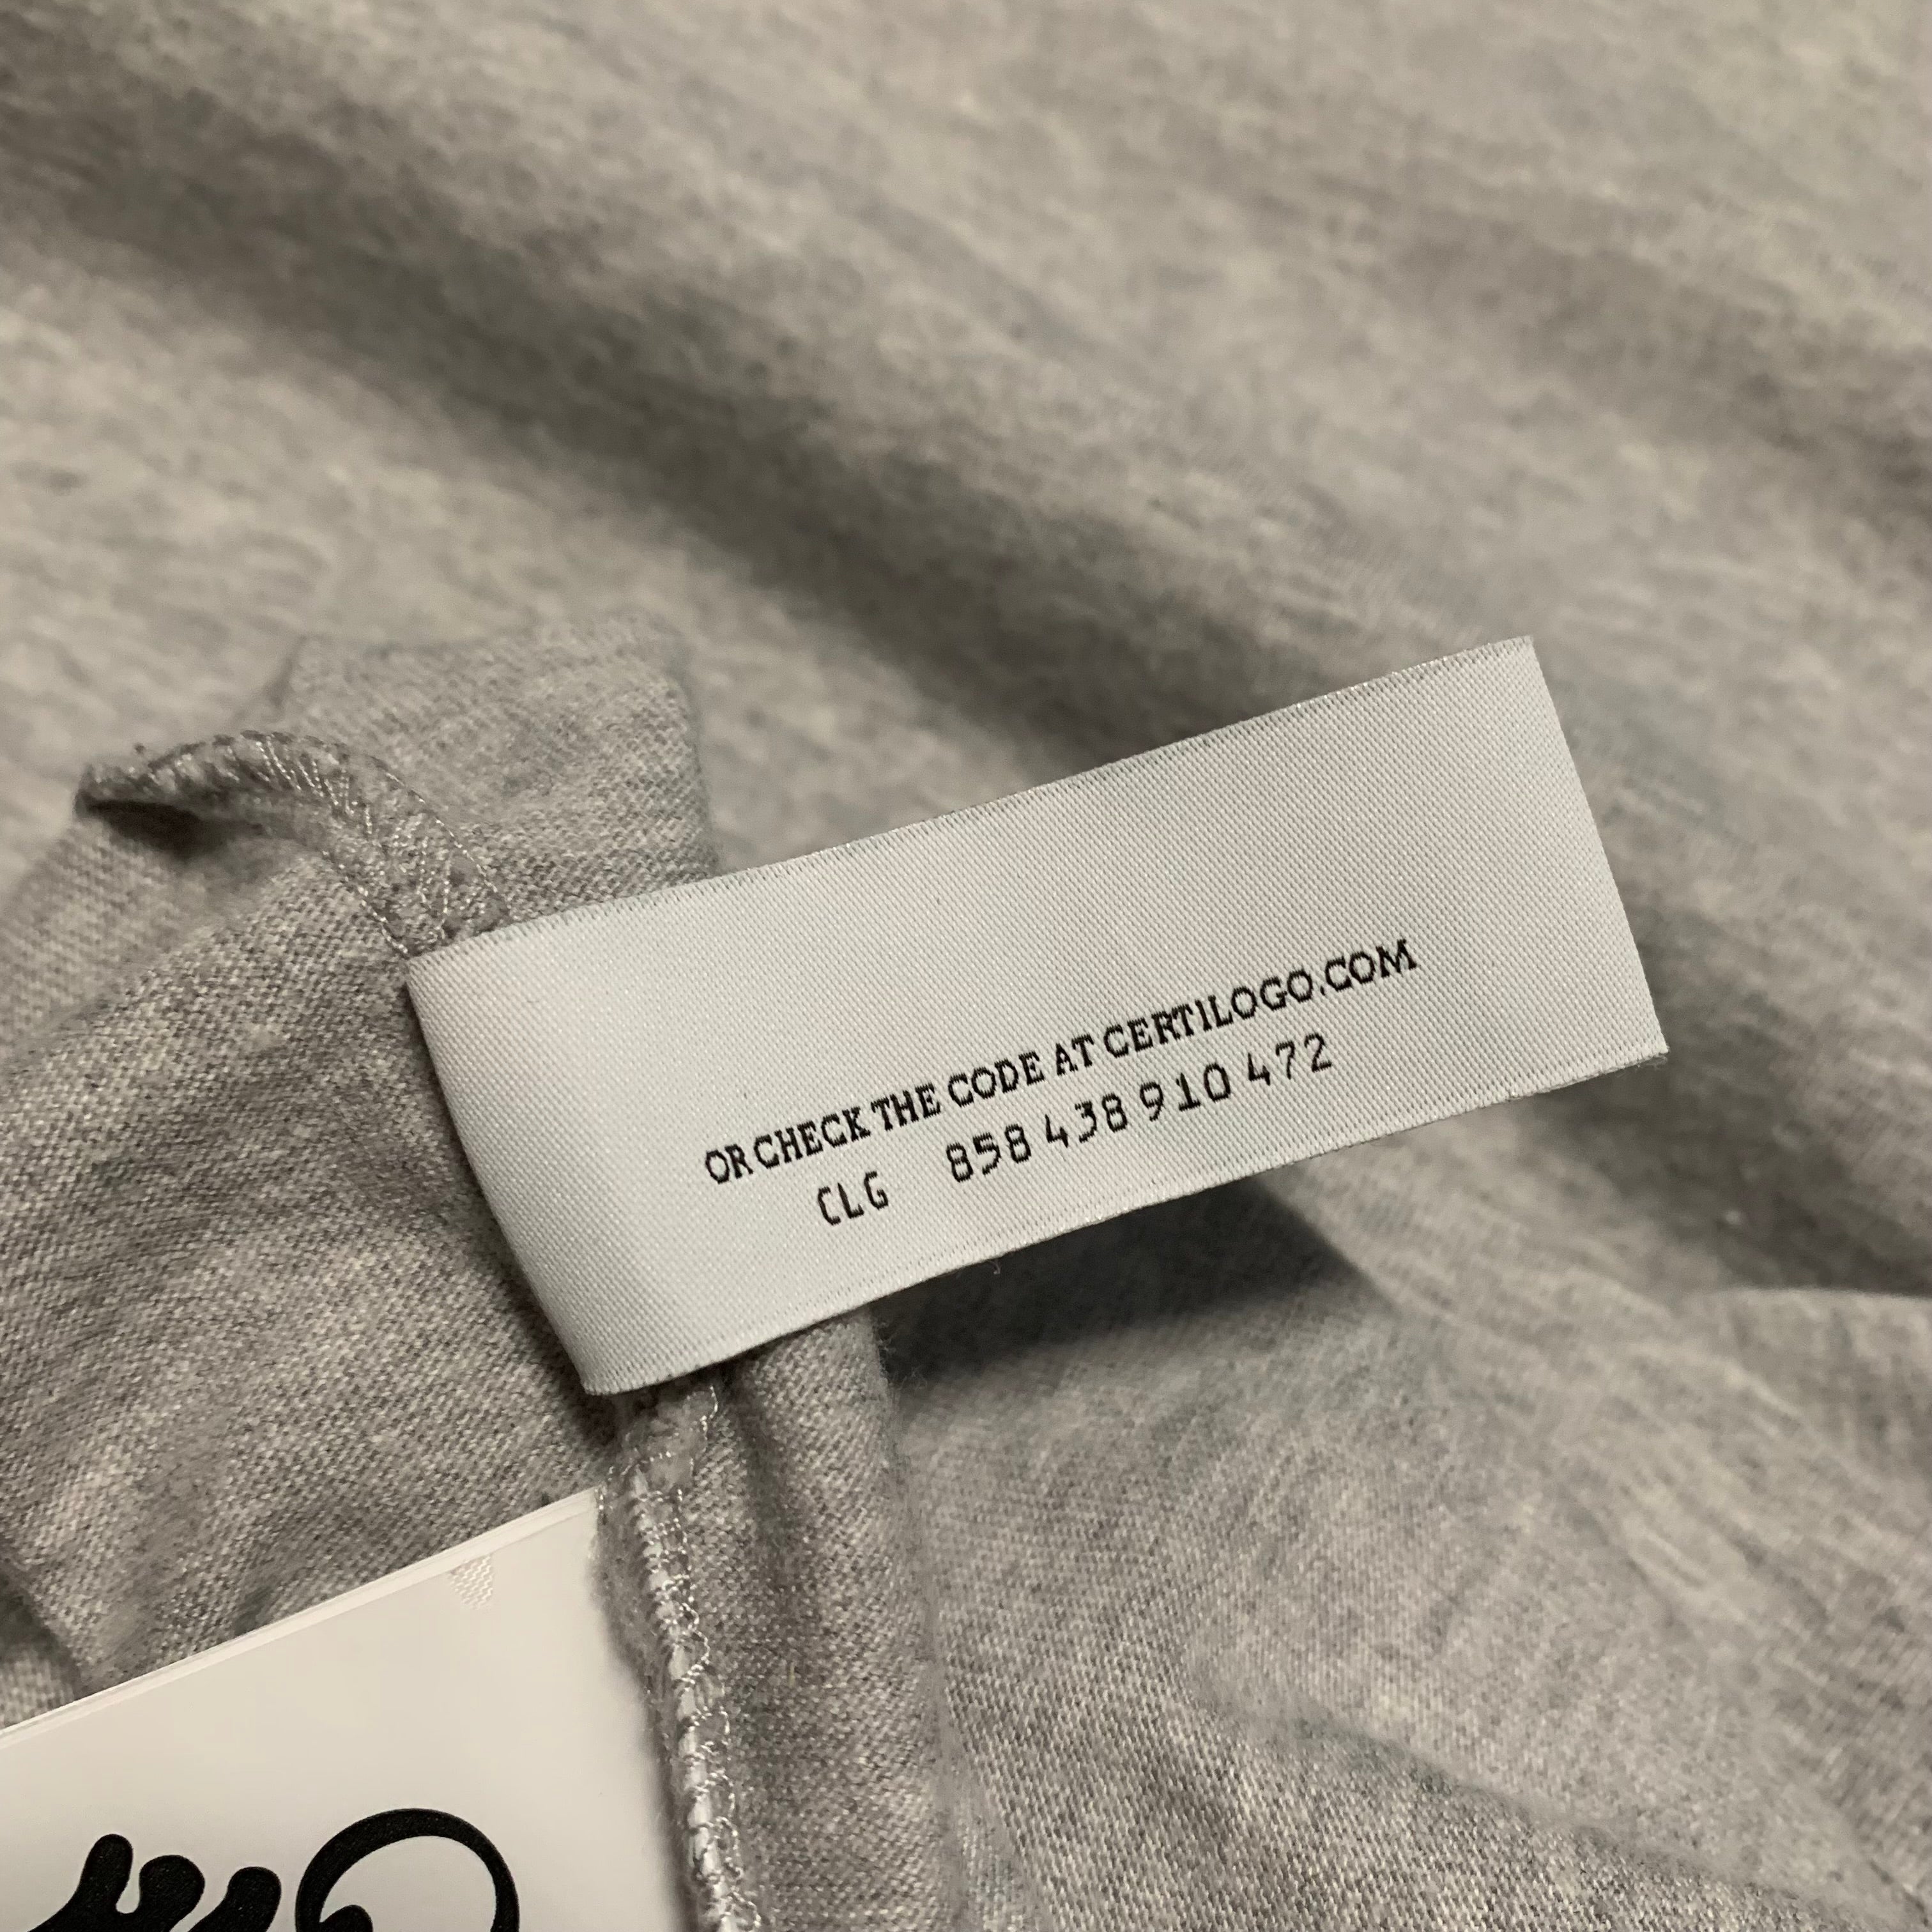 OR CHECK THE CODE AT CERTILOGO.COM
CLG 858 438 910 472